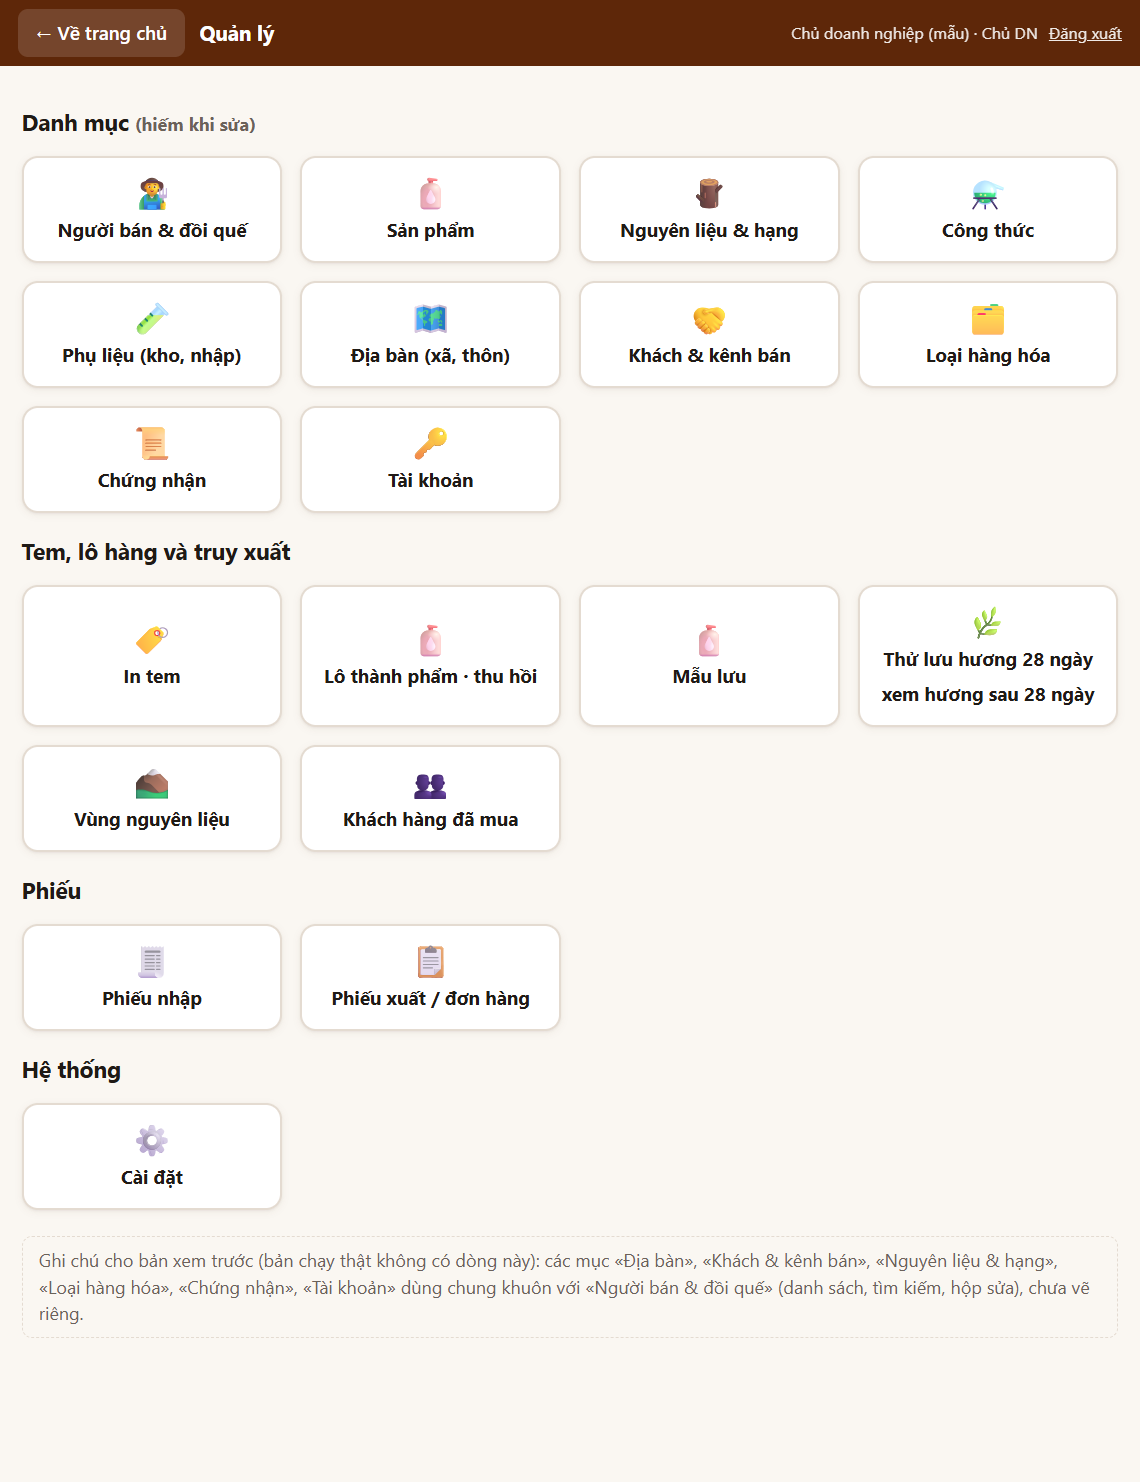 ← Về trang chủ
Quản lý
Chủ doanh nghiệp (mẫu) · Chủ DN Đăng xuất
Danh mục (hiếm khi sửa)
Người bán & đồi quế
Sản phẩm
Nguyên liệu & hạng
Công thức
Phụ liệu (kho, nhập)
Địa bàn (xã, thôn)
Khách & kênh bán
Loại hàng hóa
Chứng nhận
Tài khoản
Tem, lô hàng và truy xuất
In tem
Lô thành phẩm · thu hồi
Mẫu lưu
Thử lưu hương 28 ngày
xem hương sau 28 ngày
Vùng nguyên liệu
Khách hàng đã mua
Phiếu
Phiếu nhập
Phiếu xuất / đơn hàng
Hệ thống
Cài đặt
Ghi chú cho bản xem trước (bản chạy thật không có dòng này): các mục «Địa bàn», «Khách & kênh bán», «Nguyên liệu & hạng»,
«Loại hàng hóa», «Chứng nhận», «Tài khoản» dùng chung khuôn với «Người bán & đồi quế» (danh sách, tìm kiếm, hộp sửa), chưa vẽ
riêng.